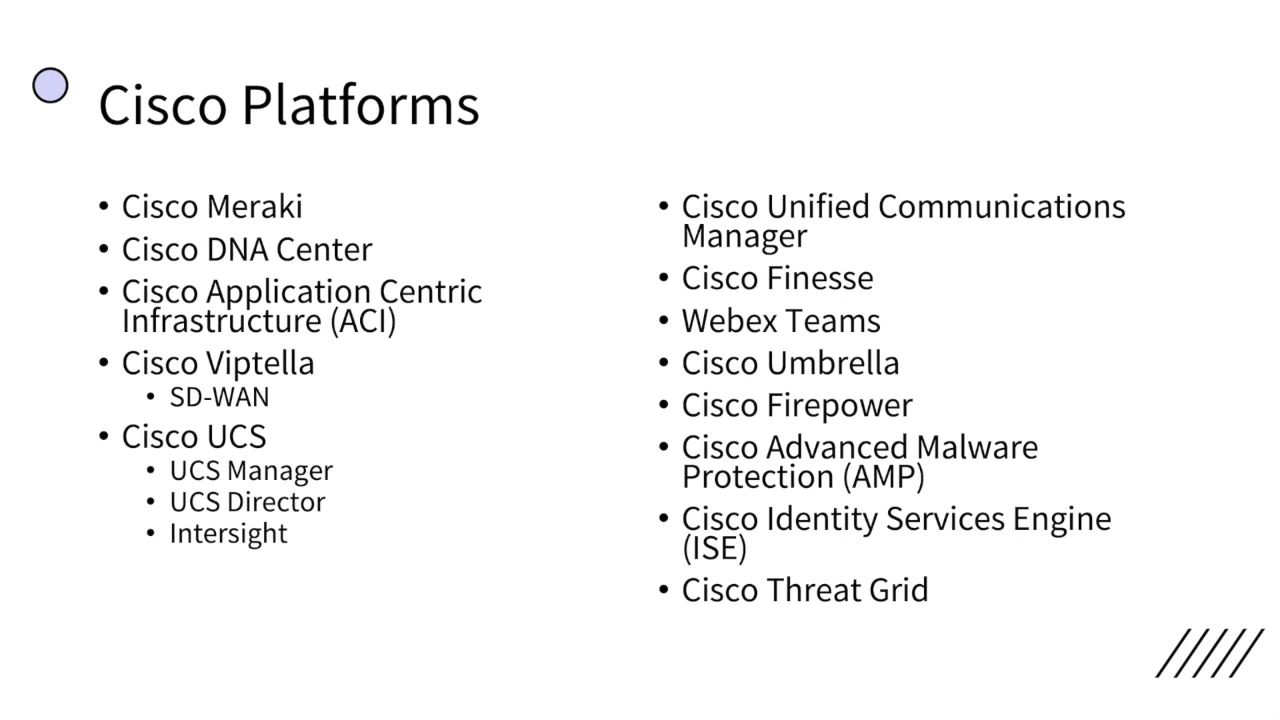 Cisco Platforms
• Cisco Meraki
• Cisco DNA Center
• Cisco Application Centric
Infrastructure (ACI)
• Cisco Viptella
• SD-WAN
• Cisco UCS
• UCS Manager
• UCS Director
• Intersight
• Cisco Unified Communications
Manager
• Cisco Finesse
• Webex Teams
• Cisco Umbrella
• Cisco Firepower
• Cisco Advanced Malware
Protection (AMP)
• Cisco Identity Services Engine
(ISE)
• Cisco Threat Grid